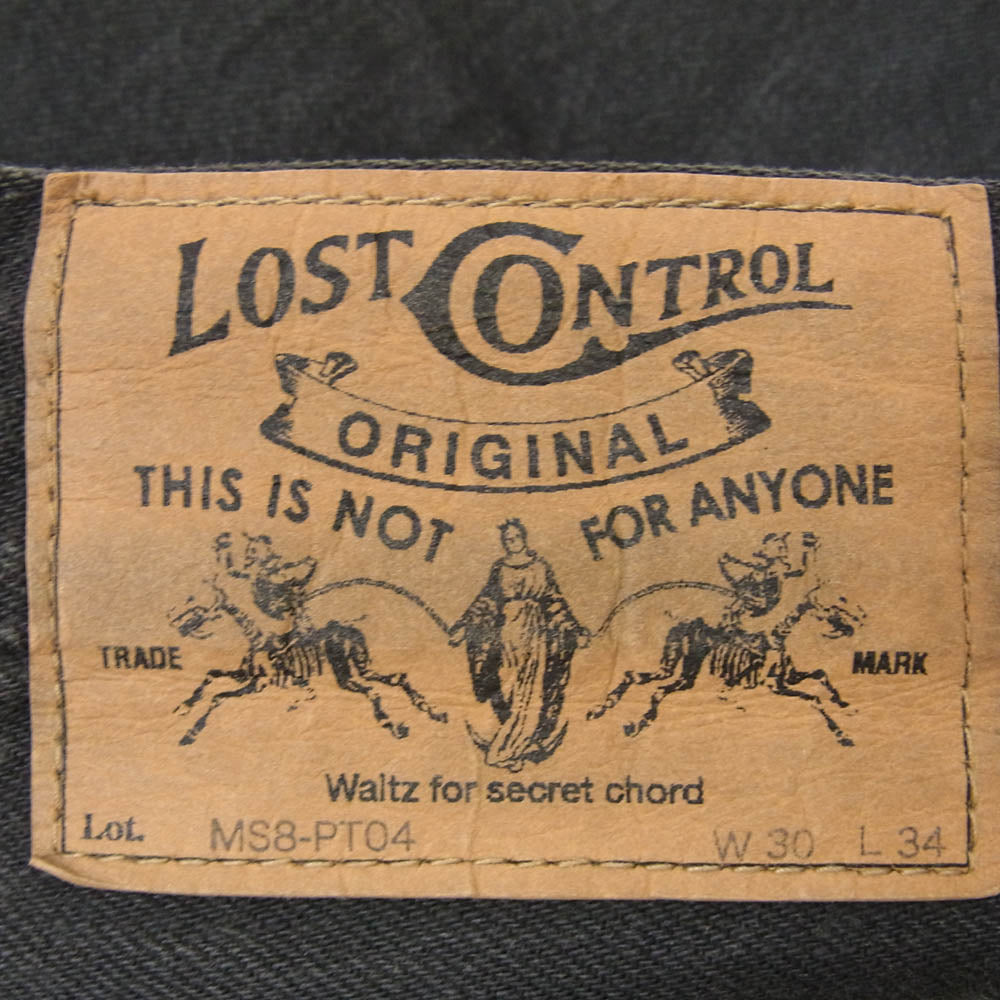 LOST CONTROL
ORIGINAL
THIS IS NOT FOR ANYONE
TRADE MARK
Waltz for secret chord
Lot. MS8-PT04 W 30 L 34